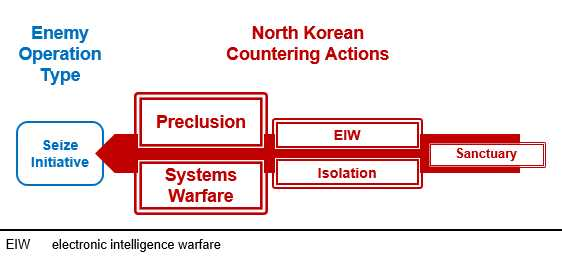 Enemy
Operation
Type
North Korean
Countering Actions
Seize
Initiative
Preclusion
Systems
Warfare
EIW
Isolation
Sanctuary
EIW electronic intelligence warfare